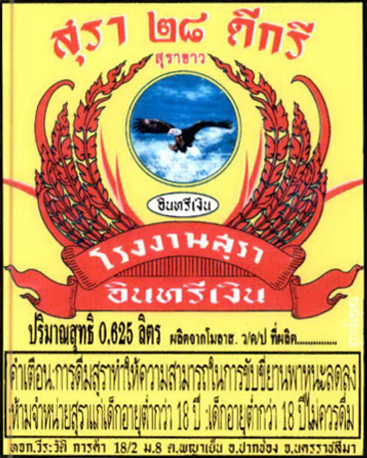 สุรา ๒๘ ดีกรี
สุราขาว
อินทรีเงิน
โรงงานสุรา
อินทรีเงิน
ปริมาณสุทธิ 0.625 ลิตร ผลิตจากโมลาส. ว/ด/ป ที่ผลิต...............
คำเตือน:การดื่มสุราทำให้ความสามารถในการขับขี่ยานพาหนะลดลง
ห้ามจำหน่ายสุราแก่เด็กอายุต่ำกว่า 18 ปี :เด็กอายุต่ำกว่า 18 ปีไม่ควรดื่ม
หจก.วีระวัติ การค้า 18/2 ม.8 ต.พญาเย็น อ.ปากช่อง จ.นครราชสีมา